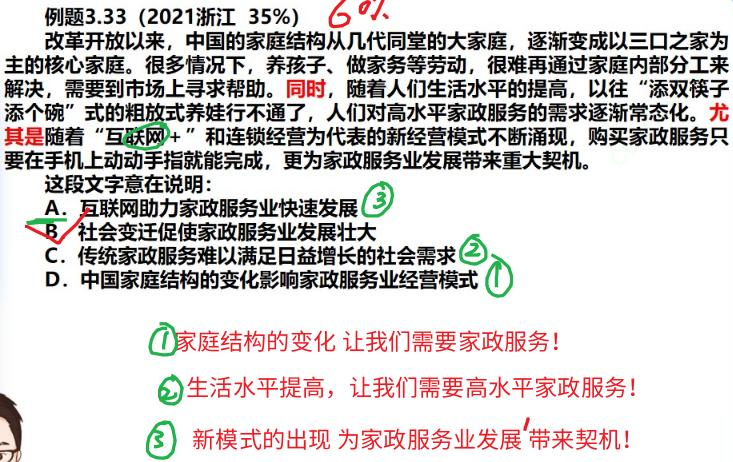 例题3.33（2021浙江 35%） 60%
改革开放以来，中国的家庭结构从几代同堂的大家庭，逐渐变成以三口之家为
主的核心家庭。很多情况下，养孩子、做家务等劳动，很难再通过家庭内部分工来
解决，需要到市场上寻求帮助。同时，随着人们生活水平的提高，以往“添双筷子
添个碗”式的粗放式养娃行不通了，人们对高水平家政服务的需求逐渐常态化。尤
其是随着“互联网+”和连锁经营为代表的新经营模式不断涌现，购买家政服务只
要在手机上动动手指就能完成，更为家政服务业发展带来重大契机。
这段文字意在说明：
A. 互联网助力家政服务业快速发展 ③
B. 社会变迁促使家政服务业发展壮大
C. 传统家政服务难以满足日益增长的社会需求 ②
D. 中国家庭结构的变化影响家政服务业经营模式 ①
①家庭结构的变化 让我们需要家政服务！
② 生活水平提高，让我们需要高水平家政服务！
③ 新模式的出现 为家政服务业发展 带来契机！